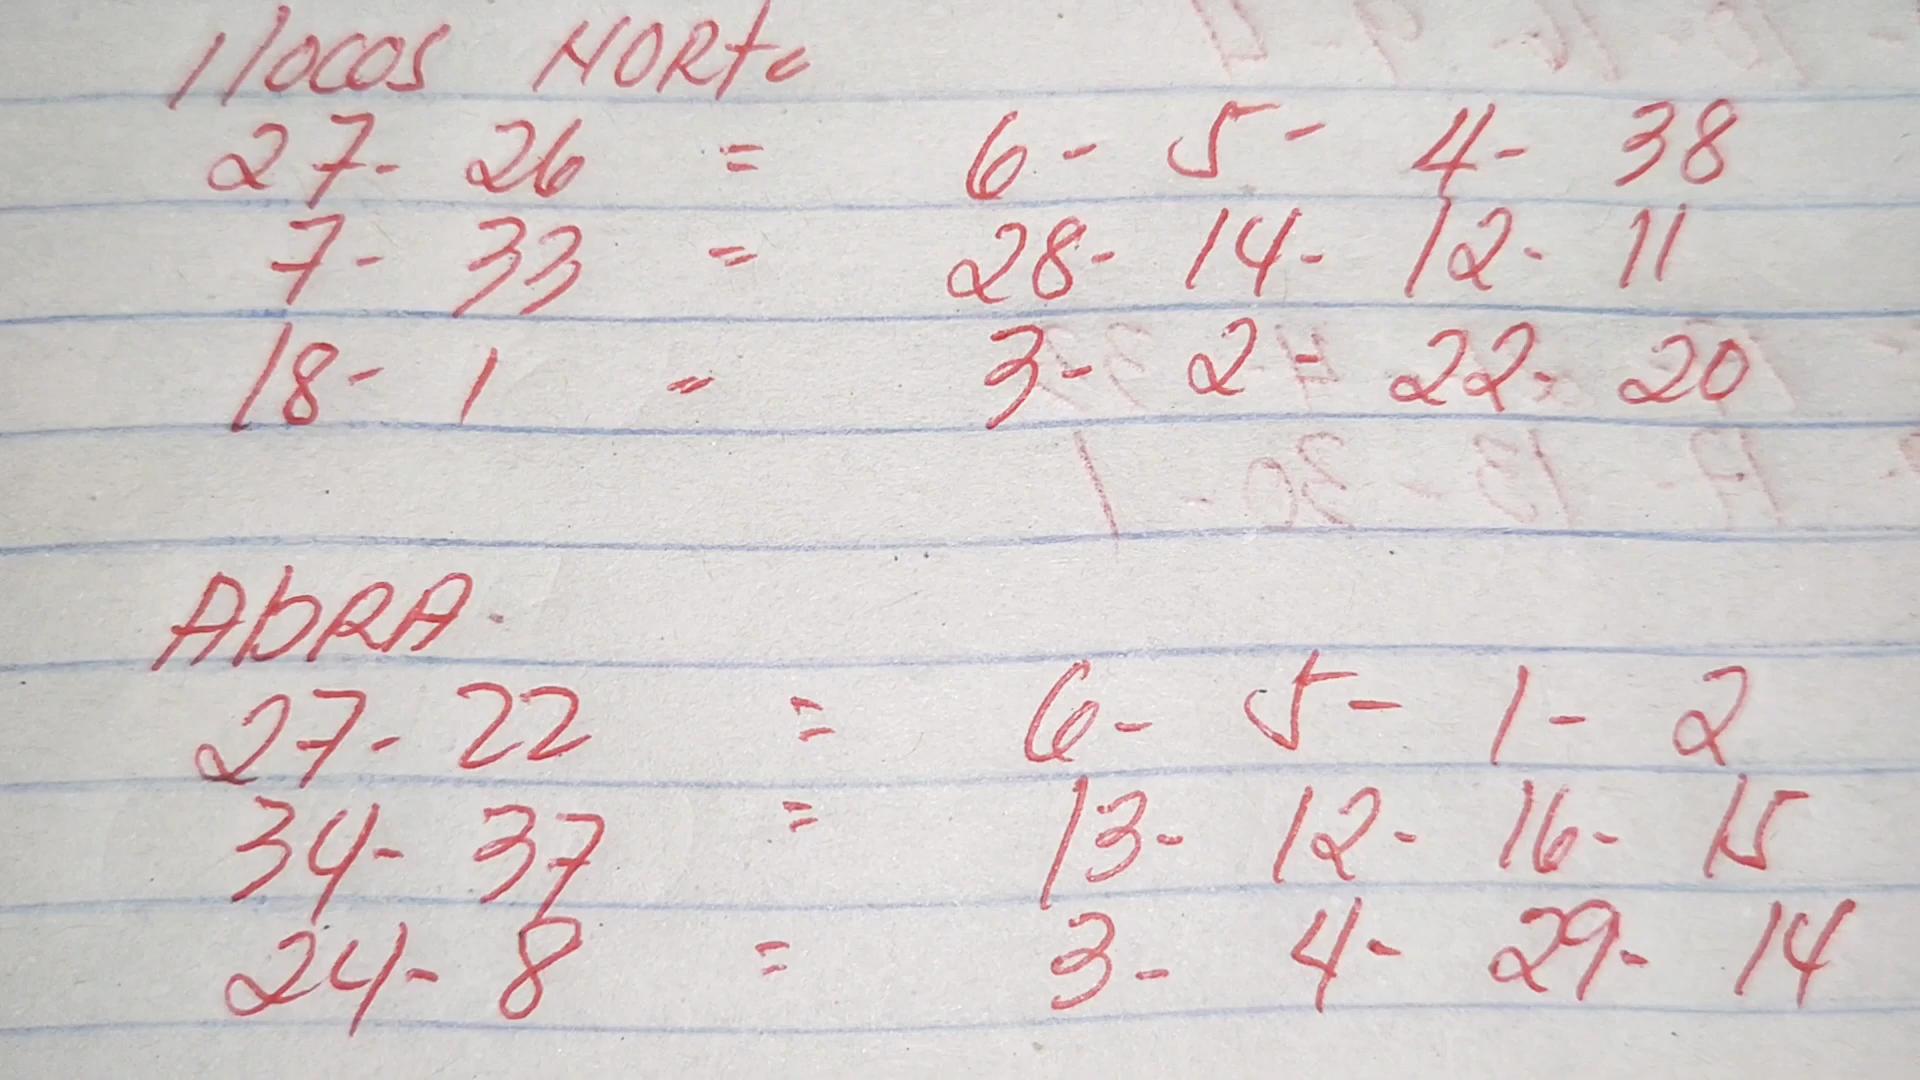 Ilocos NORte
27- 26 = 6- 5- 4- 38
7- 33 = 28- 14- 12- 11
18- 1 = 3- 2- 22- 20
AbRA.
27- 22 = 6- 5- 1- 2
34- 37 = 13- 12- 16- 15
24- 8 = 3- 4- 29- 14